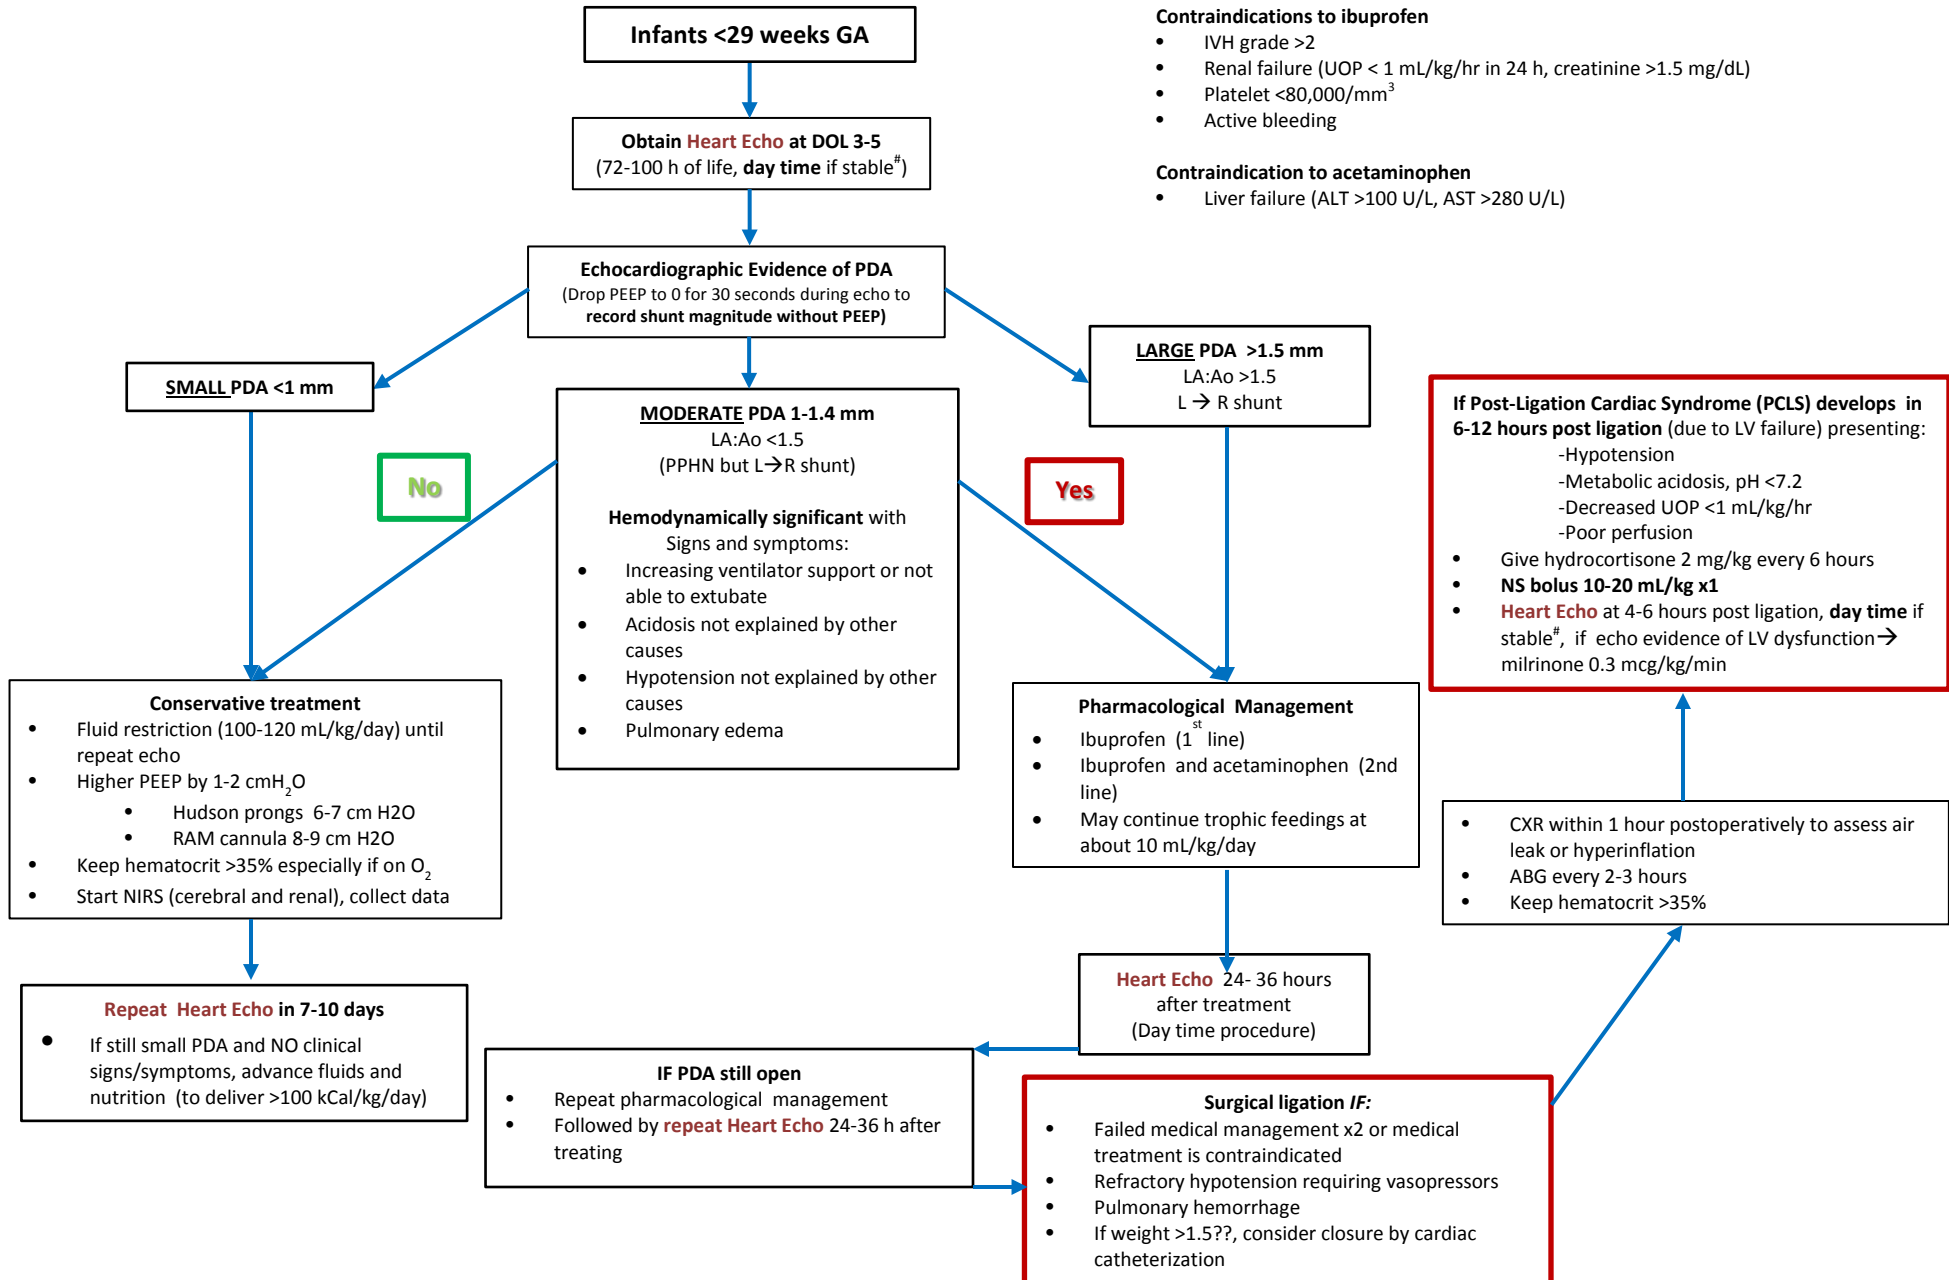 Infants <29 weeks GA
Contraindications to ibuprofen
• IVH grade >2
• Renal failure (UOP < 1 mL/kg/hr in 24 h, creatinine >1.5 mg/dL)
• Platelet <80,000/mm³
• Active bleeding
Contraindication to acetaminophen
• Liver failure (ALT >100 U/L, AST >280 U/L)
Obtain Heart Echo at DOL 3-5
(72-100 h of life, day time if stable#)
Echocardiographic Evidence of PDA
(Drop PEEP to 0 for 30 seconds during echo to
record shunt magnitude without PEEP)
SMALL PDA <1 mm
MODERATE PDA 1-1.4 mm
LA:Ao <1.5
(PPHN but L→R shunt)
Hemodynamically significant with
Signs and symptoms:
• Increasing ventilator support or not
able to extubate
• Acidosis not explained by other
causes
• Hypotension not explained by other
causes
• Pulmonary edema
LARGE PDA >1.5 mm
LA:Ao >1.5
L → R shunt
No
Yes
Conservative treatment
• Fluid restriction (100-120 mL/kg/day) until
repeat echo
• Higher PEEP by 1-2 cmH₂O
• Hudson prongs 6-7 cm H2O
• RAM cannula 8-9 cm H2O
• Keep hematocrit >35% especially if on O₂
• Start NIRS (cerebral and renal), collect data
Repeat Heart Echo in 7-10 days
• If still small PDA and NO clinical
signs/symptoms, advance fluids and
nutrition (to deliver >100 kCal/kg/day)
Pharmacological Management
• Ibuprofen (1st line)
• Ibuprofen and acetaminophen (2nd
line)
• May continue trophic feedings at
about 10 mL/kg/day
Heart Echo 24- 36 hours
after treatment
(Day time procedure)
IF PDA still open
• Repeat pharmacological management
• Followed by repeat Heart Echo 24-36 h after
treating
Surgical ligation IF:
• Failed medical management x2 or medical
treatment is contraindicated
• Refractory hypotension requiring vasopressors
• Pulmonary hemorrhage
• If weight >1.5??, consider closure by cardiac
catheterization
• CXR within 1 hour postoperatively to assess air
leak or hyperinflation
• ABG every 2-3 hours
• Keep hematocrit >35%
If Post-Ligation Cardiac Syndrome (PCLS) develops in
6-12 hours post ligation (due to LV failure) presenting:
-Hypotension
-Metabolic acidosis, pH <7.2
-Decreased UOP <1 mL/kg/hr
-Poor perfusion
• Give hydrocortisone 2 mg/kg every 6 hours
• NS bolus 10-20 mL/kg x1
• Heart Echo at 4-6 hours post ligation, day time if
stable#, if echo evidence of LV dysfunction→
milrinone 0.3 mcg/kg/min